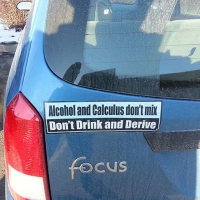 Alcohol and Calculus don't mix
Don't Drink and Derive
Focus